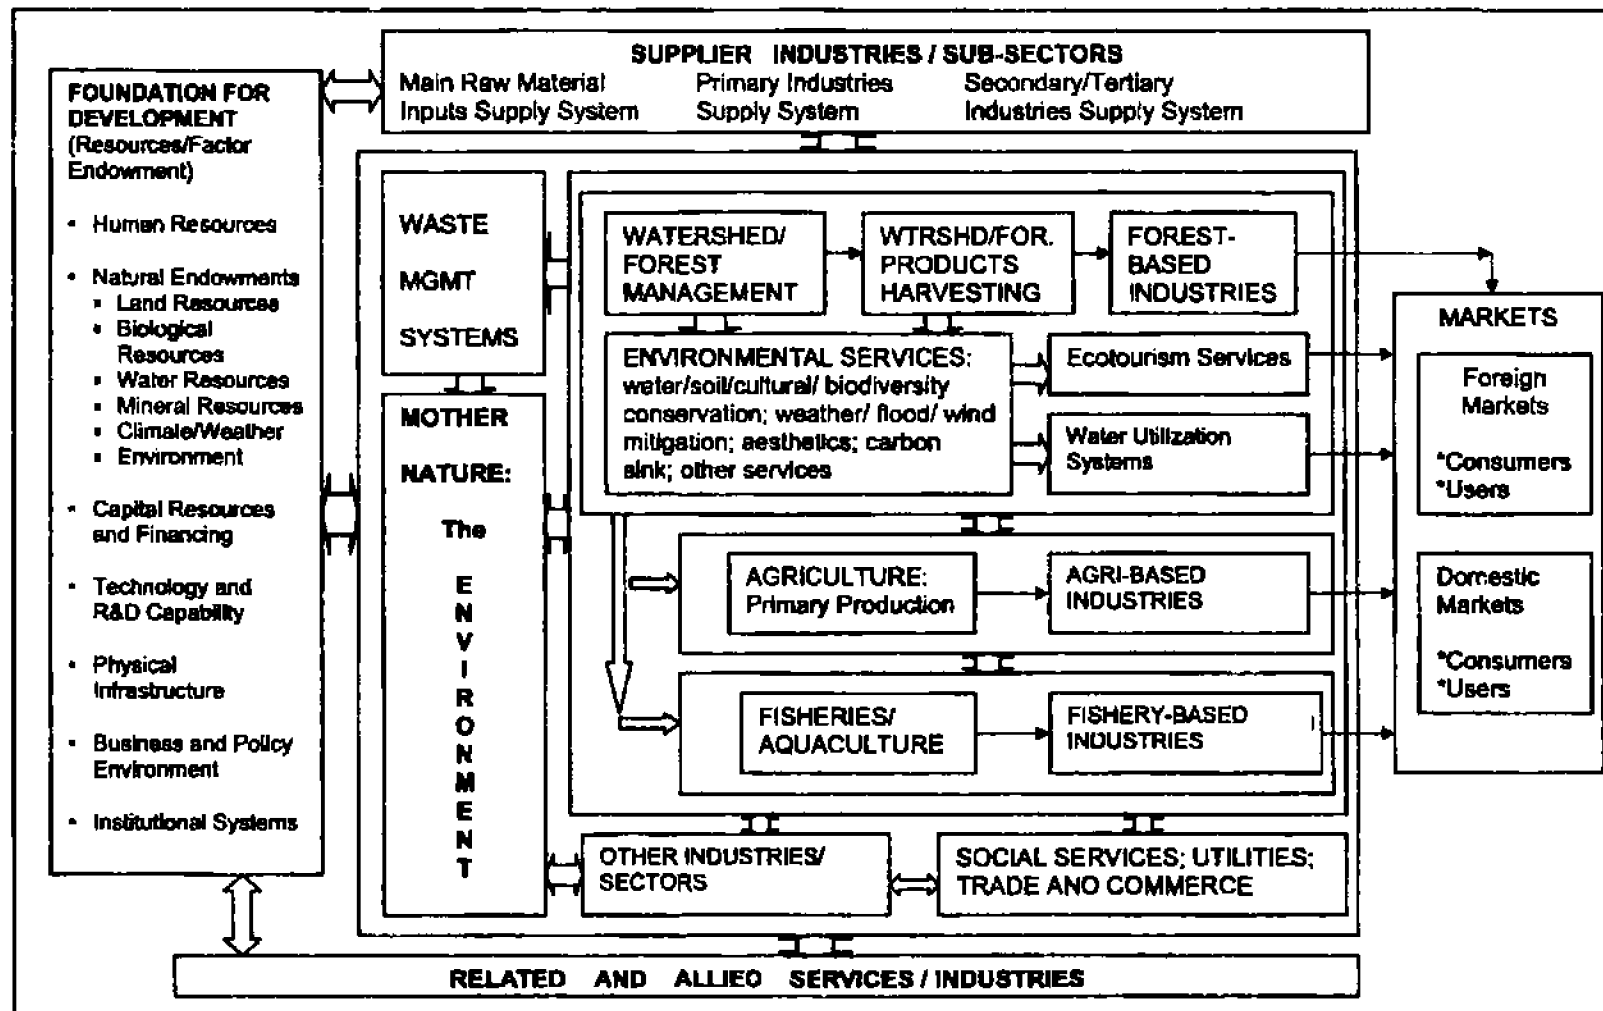 SUPPLIER INDUSTRIES / SUB-SECTORS
Main Raw Material
Inputs Supply System
Primary Industries
Supply System
Secondary/Tertiary
Industries Supply System
FOUNDATION FOR
DEVELOPMENT
(Resources/Factor
Endowment)
• Human Resources
• Natural Endowments
▪ Land Resources
▪ Biological
Resources
▪ Water Resources
▪ Mineral Resources
▪ Climate/Weather
▪ Environment
• Capital Resources
and Financing
• Technology and
R&D Capability
• Physical
Infrastructure
• Business and Policy
Environment
• Institutional Systems
WASTE
MGMT
SYSTEMS
MOTHER
NATURE:
The
E
N
V
I
R
O
N
M
E
N
T
WATERSHED/
FOREST
MANAGEMENT
WTRSHD/FOR.
PRODUCTS
HARVESTING
FOREST-
BASED
INDUSTRIES
ENVIRONMENTAL SERVICES:
water/soil/cultural/ biodiversity
conservation; weather/ flood/ wind
mitigation; aesthetics; carbon
sink; other services
Ecotourism Services
Water Utilization
Systems
AGRICULTURE:
Primary Production
AGRI-BASED
INDUSTRIES
FISHERIES/
AQUACULTURE
FISHERY-BASED
INDUSTRIES
OTHER INDUSTRIES/
SECTORS
SOCIAL SERVICES; UTILITIES;
TRADE AND COMMERCE
MARKETS
Foreign
Markets
*Consumers
*Users
Domestic
Markets
*Consumers
*Users
RELATED AND ALLIED SERVICES / INDUSTRIES